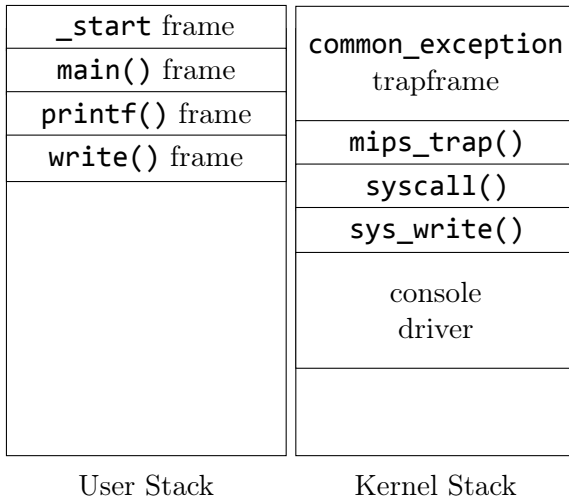 _start frame
main() frame
printf() frame
write() frame
User Stack
common_exception
trapframe
mips_trap()
syscall()
sys_write()
console
driver
Kernel Stack